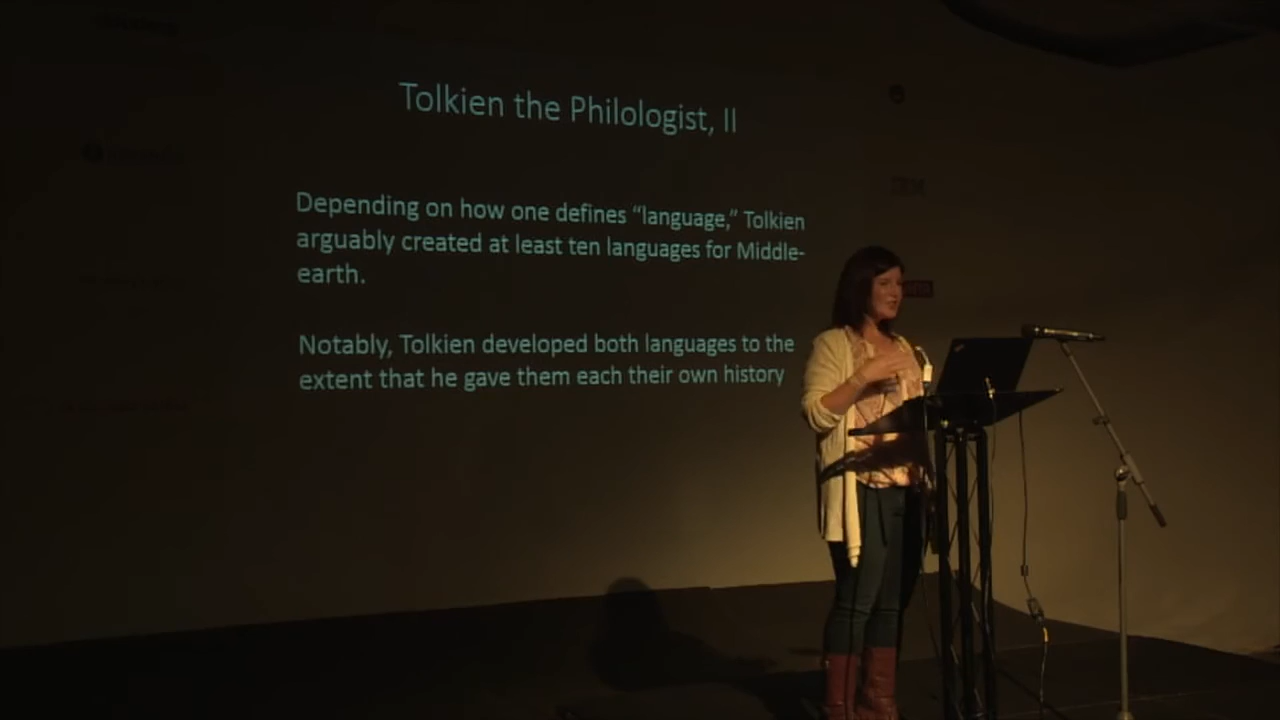 Tolkien the Philologist, II
Depending on how one defines “language,” Tolkien
arguably created at least ten languages for Middle-
earth.
Notably, Tolkien developed both languages to the
extent that he gave them each their own history